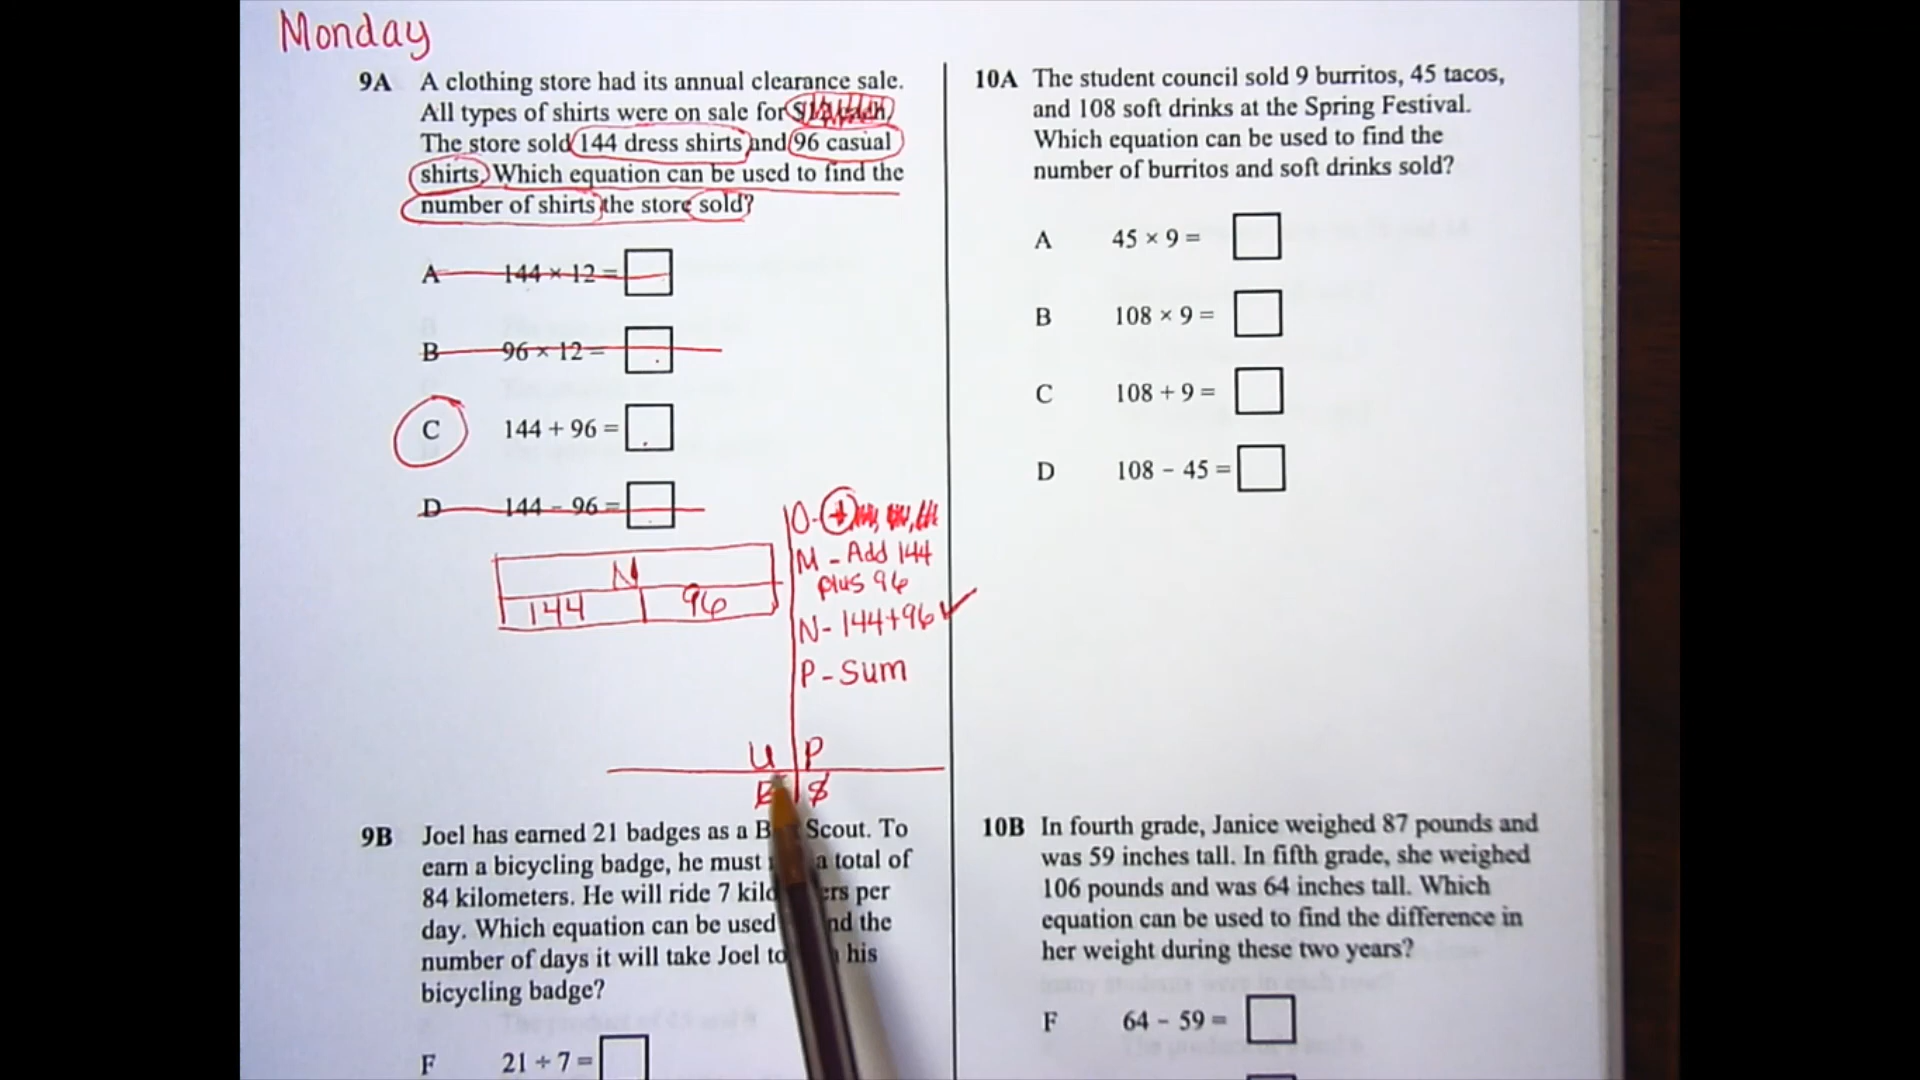 Monday
9A A clothing store had its annual clearance sale.
All types of shirts were on sale for
The store sold 144 dress shirts and 96 casual
shirts. Which equation can be used to find the
number of shirts the store sold?
A 144 × 12 =
B 96 × 12 =
C 144 + 96 =
D 144 − 96 =
N
144 96
O - +
M - Add 144
plus 96
N - 144+96 ✓
P - Sum
U P
S
9B Joel has earned 21 badges as a Scout. To
earn a bicycling badge, he must a total of
84 kilometers. He will ride 7 per
day. Which equation can be used the
number of days it will take Joel to his
bicycling badge?
F 21 ÷ 7 =
10A The student council sold 9 burritos, 45 tacos,
and 108 soft drinks at the Spring Festival.
Which equation can be used to find the
number of burritos and soft drinks sold?
A 45 × 9 =
B 108 × 9 =
C 108 + 9 =
D 108 − 45 =
10B In fourth grade, Janice weighed 87 pounds and
was 59 inches tall. In fifth grade, she weighed
106 pounds and was 64 inches tall. Which
equation can be used to find the difference in
her weight during these two years?
F 64 − 59 =